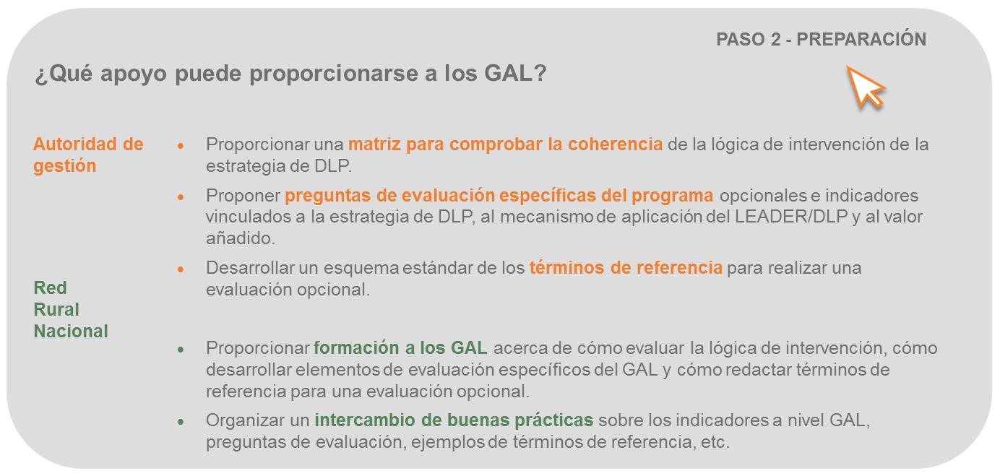 PASO 2 - PREPARACIÓN
¿Qué apoyo puede proporcionarse a los GAL?
Autoridad de
gestión
• Proporcionar una matriz para comprobar la coherencia de la lógica de intervención de la
estrategia de DLP.
• Proponer preguntas de evaluación específicas del programa opcionales e indicadores
vinculados a la estrategia de DLP, al mecanismo de aplicación del LEADER/DLP y al valor
añadido.
• Desarrollar un esquema estándar de los términos de referencia para realizar una
evaluación opcional.
Red
Rural
Nacional
• Proporcionar formación a los GAL acerca de cómo evaluar la lógica de intervención, cómo
desarrollar elementos de evaluación específicos del GAL y cómo redactar términos de
referencia para una evaluación opcional.
• Organizar un intercambio de buenas prácticas sobre los indicadores a nivel GAL,
preguntas de evaluación, ejemplos de términos de referencia, etc.